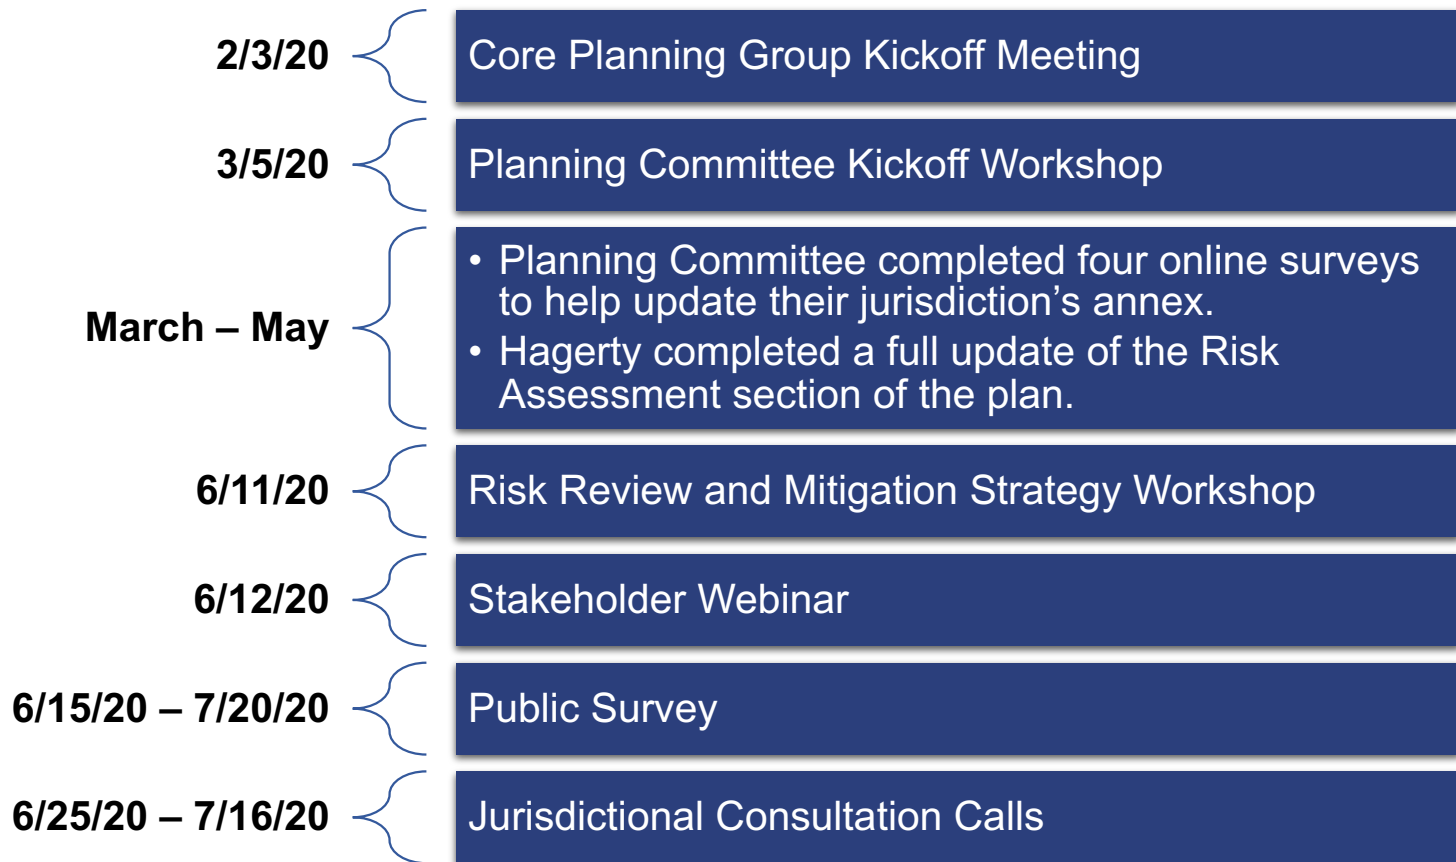 2/3/20
Core Planning Group Kickoff Meeting
3/5/20
Planning Committee Kickoff Workshop
March – May
• Planning Committee completed four online surveys
to help update their jurisdiction’s annex.
• Hagerty completed a full update of the Risk
Assessment section of the plan.
6/11/20
Risk Review and Mitigation Strategy Workshop
6/12/20
Stakeholder Webinar
6/15/20 – 7/20/20
Public Survey
6/25/20 – 7/16/20
Jurisdictional Consultation Calls